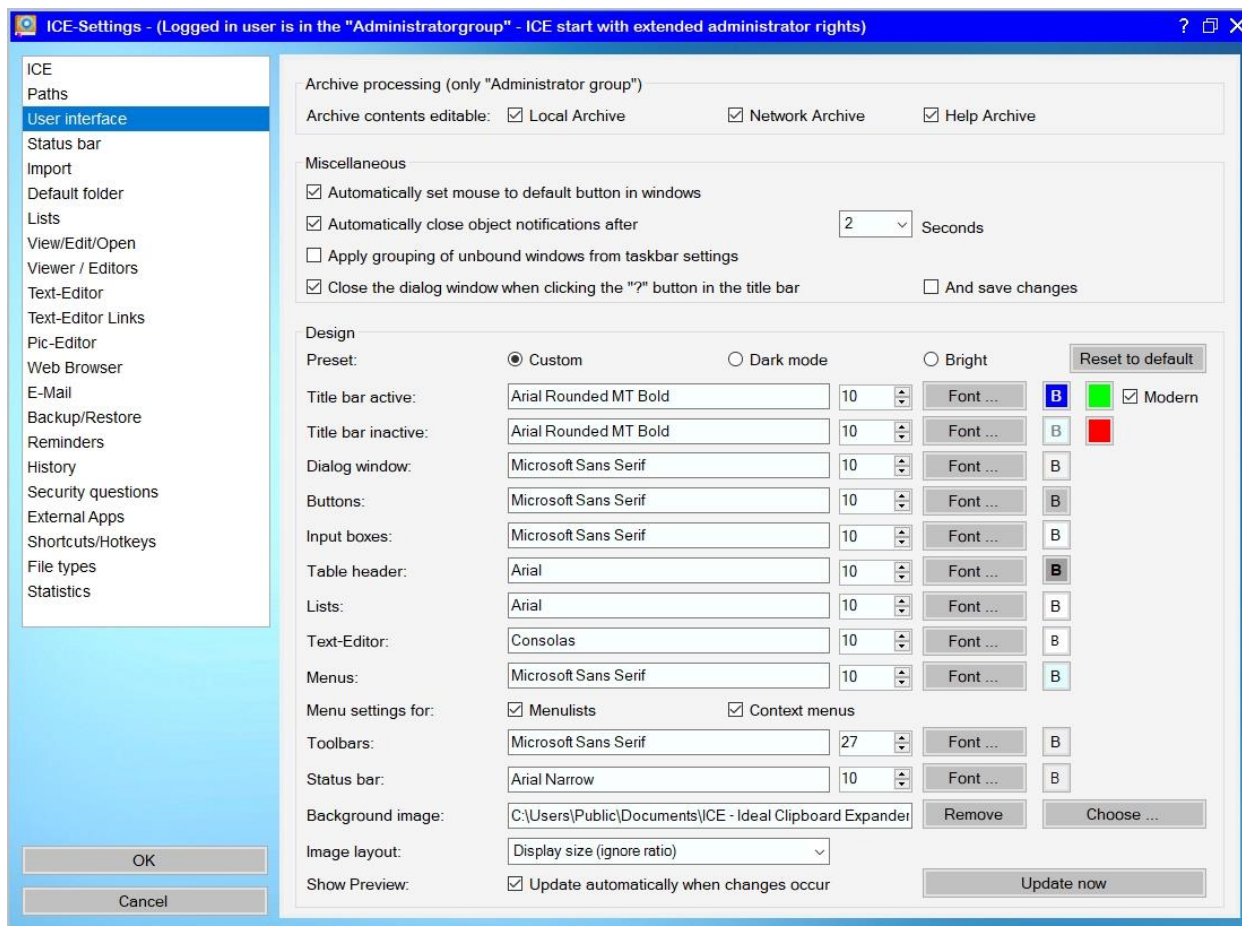 ICE-Settings - (Logged in user is in the "Administratorgroup" - ICE start with extended administrator rights) ?
ICE
Paths
User interface
Status bar
Import
Default folder
Lists
View/Edit/Open
Viewer / Editors
Text-Editor
Text-Editor Links
Pic-Editor
Web Browser
E-Mail
Backup/Restore
Reminders
History
Security questions
External Apps
Shortcuts/Hotkeys
File types
Statistics
OK
Cancel
Archive processing (only "Administrator group")
Archive contents editable: Local Archive Network Archive Help Archive
Miscellaneous
Automatically set mouse to default button in windows
Automatically close object notifications after 2 Seconds
Apply grouping of unbound windows from taskbar settings
Close the dialog window when clicking the "?" button in the title bar And save changes
Design
Preset: Custom Dark mode Bright Reset to default
Title bar active: Arial Rounded MT Bold 10 Font ... B Modern
Title bar inactive: Arial Rounded MT Bold 10 Font ... B
Dialog window: Microsoft Sans Serif 10 Font ... B
Buttons: Microsoft Sans Serif 10 Font ... B
Input boxes: Microsoft Sans Serif 10 Font ... B
Table header: Arial 10 Font ... B
Lists: Arial 10 Font ... B
Text-Editor: Consolas 10 Font ... B
Menus: Microsoft Sans Serif 10 Font ... B
Menu settings for: Menulists Context menus
Toolbars: Microsoft Sans Serif 27 Font ... B
Status bar: Arial Narrow 10 Font ... B
Background image: C:\Users\Public\Documents\ICE - Ideal Clipboard Expander Remove Choose ...
Image layout: Display size (ignore ratio)
Show Preview: Update automatically when changes occur Update now